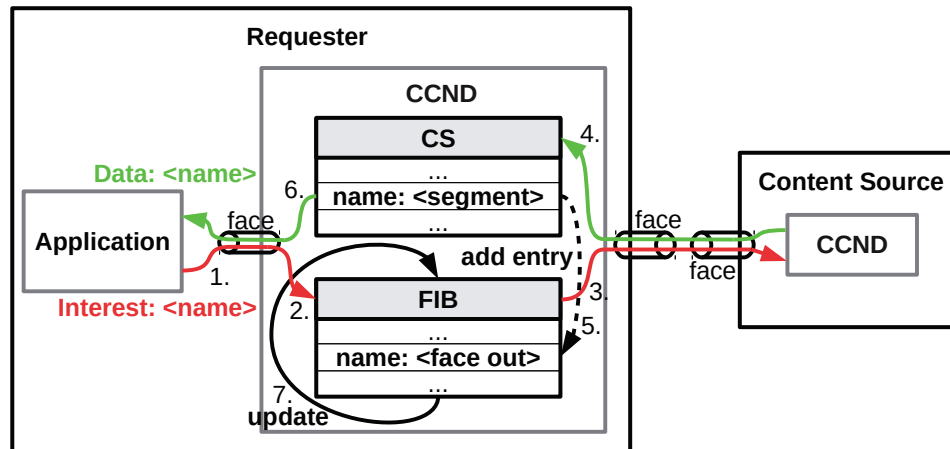 Requester
CCND
CS
4.
...
Data: <name>
6.
name: <segment>
Content Source
face
...
face
Application
CCND
add entry
face
1.
Interest: <name>
2.
FIB
3.
...
5.
name: <face out>
7.
...
update